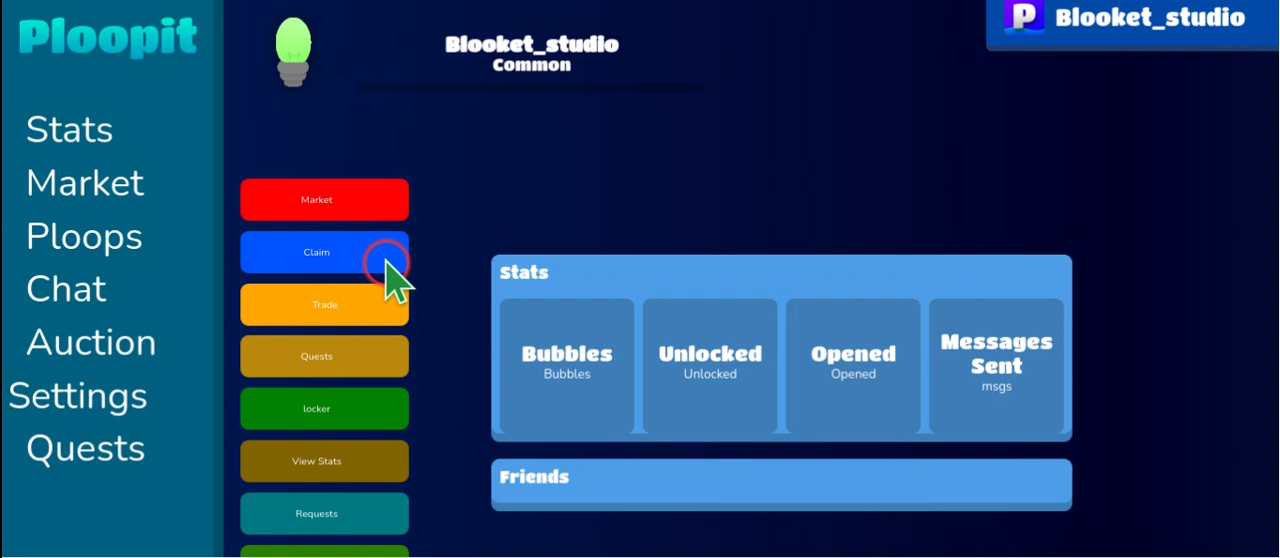 Ploopit
Stats
Market
Ploops
Chat
Auction
Settings
Quests
Blooket_studio
Common
P Blooket_studio
Market
Claim
Trade
Quests
locker
View Stats
Requests
Stats
Bubbles
Bubbles
Unlocked
Unlocked
Opened
Opened
Messages
Sent
msgs
Friends